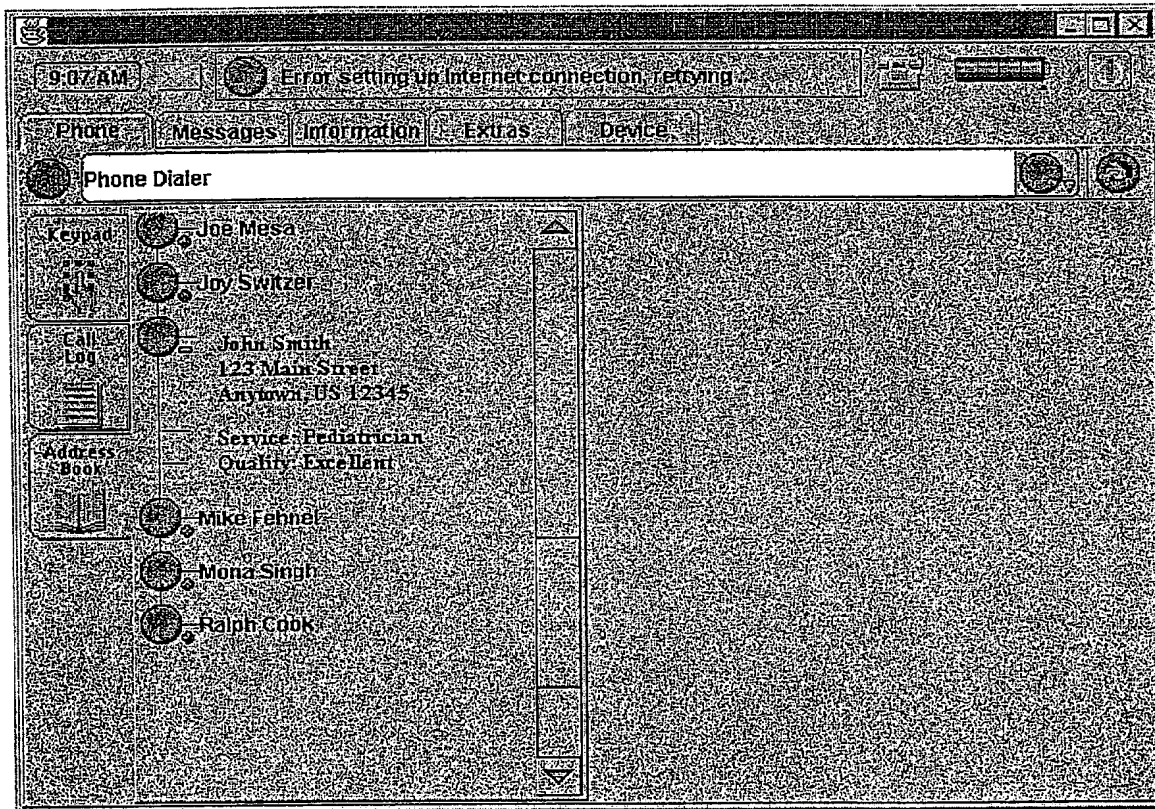 9:07 AM
Error setting up Internet connection, retrying ...
Phone
Messages
Information
Extras
Device
Phone Dialer
Keypad
Call
Log
Address
Book
Joe Mesa
Joy Switzer
John Smith
123 Main Street
Anytown, US 12345
Service: Pediatrician
Quality: Excellent
Mike Fehnel
Mona Singh
Ralph Cook